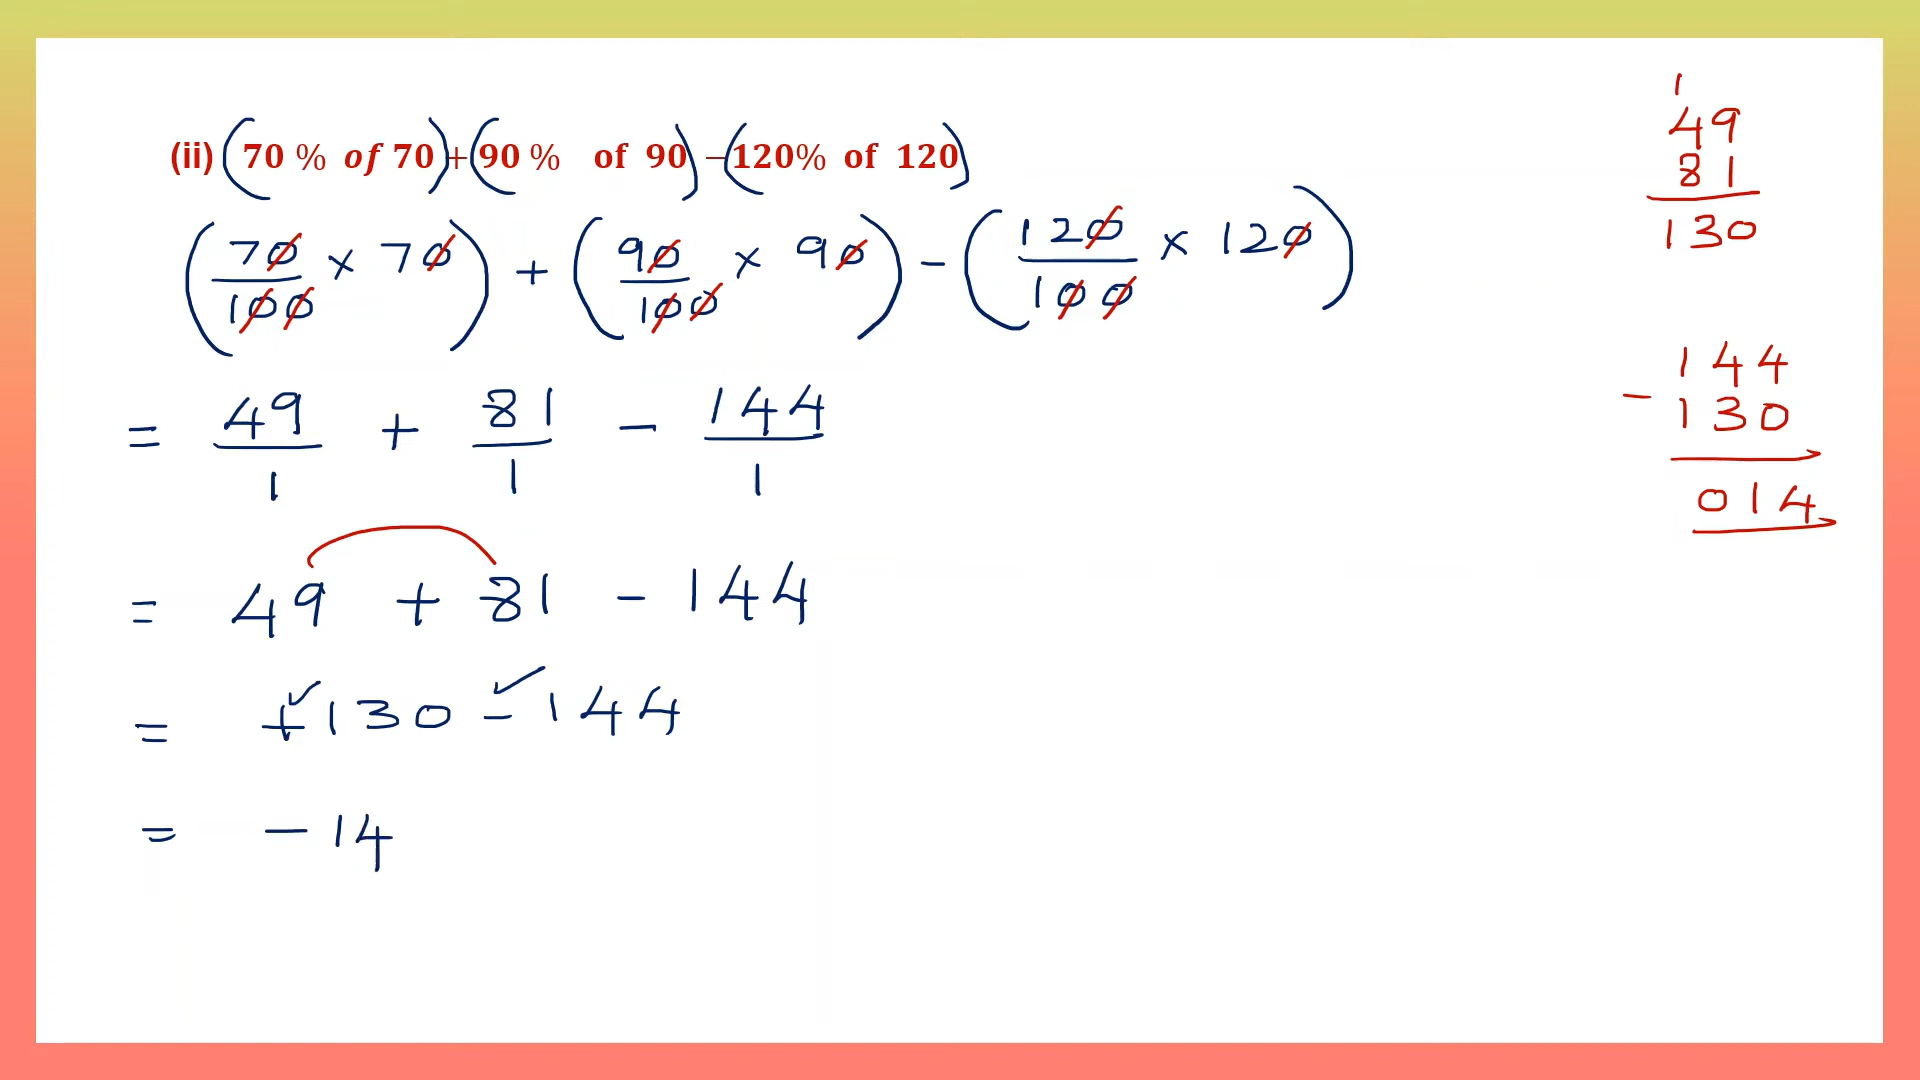 (ii) (70 % of 70)+(90 % of 90) −(120% of 120)
(70/100 × 70) + (90/100 × 90) - (120/100 × 120)
= 49/1 + 81/1 - 144/1
= 49 + 81 - 144
= +130 - 144
= - 14
1
49
81
130
144
- 130
014